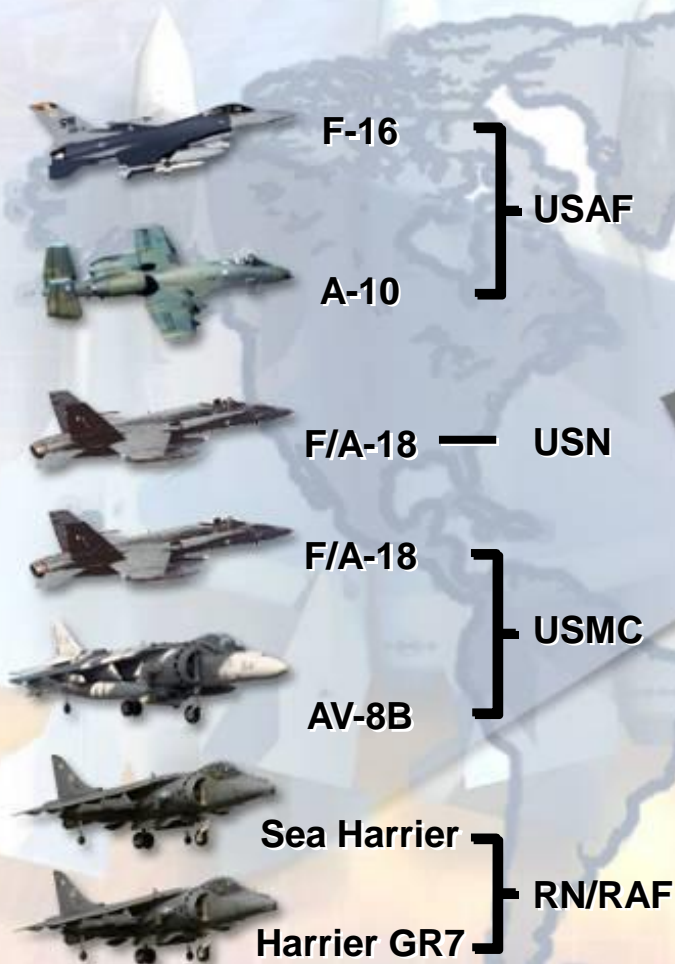 F-16
USAF
A-10
F/A-18 USN
F/A-18
USMC
AV-8B
Sea Harrier
RN/RAF
Harrier GR7